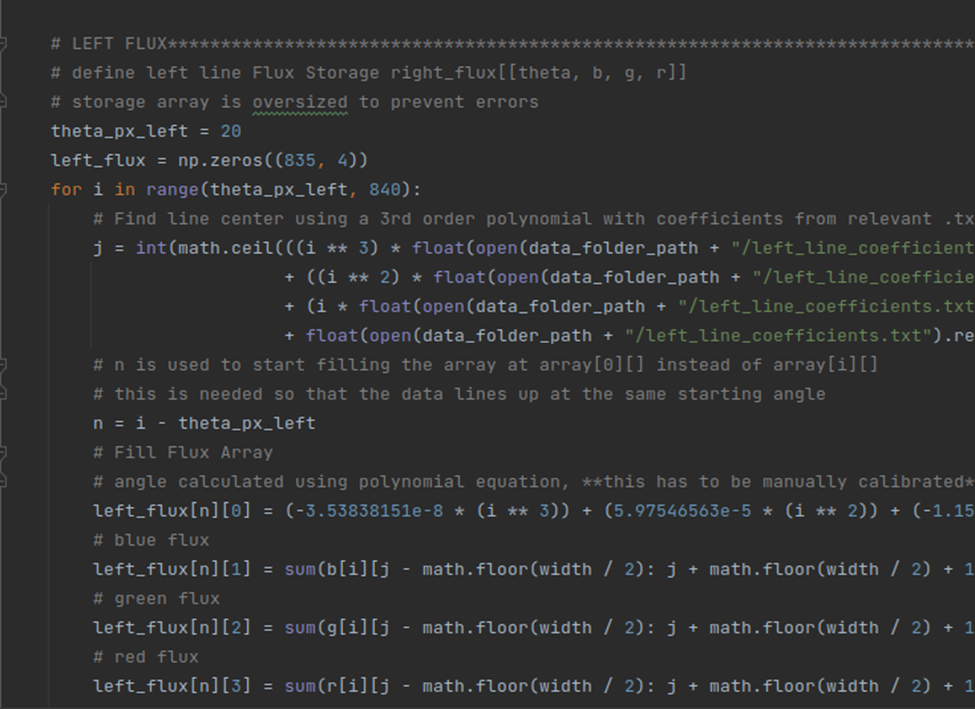 # LEFT FLUX*****************************************************************************
# define left line Flux Storage right_flux[[theta, b, g, r]]
# storage array is oversized to prevent errors
theta_px_left = 20
left_flux = np.zeros((835, 4))
for i in range(theta_px_left, 840):
# Find line center using a 3rd order polynomial with coefficients from relevant .tx
j = int(math.ceil(((i ** 3) * float(open(data_folder_path + "/left_line_coefficient
+ ((i ** 2) * float(open(data_folder_path + "/left_line_coefficie
+ (i * float(open(data_folder_path + "/left_line_coefficients.txt
+ float(open(data_folder_path + "/left_line_coefficients.txt").re
# n is used to start filling the array at array[0][] instead of array[i][]
# this is needed so that the data lines up at the same starting angle
n = i - theta_px_left
# Fill Flux Array
# angle calculated using polynomial equation, **this has to be manually calibrated*
left_flux[n][0] = (-3.53838151e-8 * (i ** 3)) + (5.97546563e-5 * (i ** 2)) + (-1.15
# blue flux
left_flux[n][1] = sum(b[i][j - math.floor(width / 2): j + math.floor(width / 2) + 1
# green flux
left_flux[n][2] = sum(g[i][j - math.floor(width / 2): j + math.floor(width / 2) + 1
# red flux
left_flux[n][3] = sum(r[i][j - math.floor(width / 2): j + math.floor(width / 2) + 1